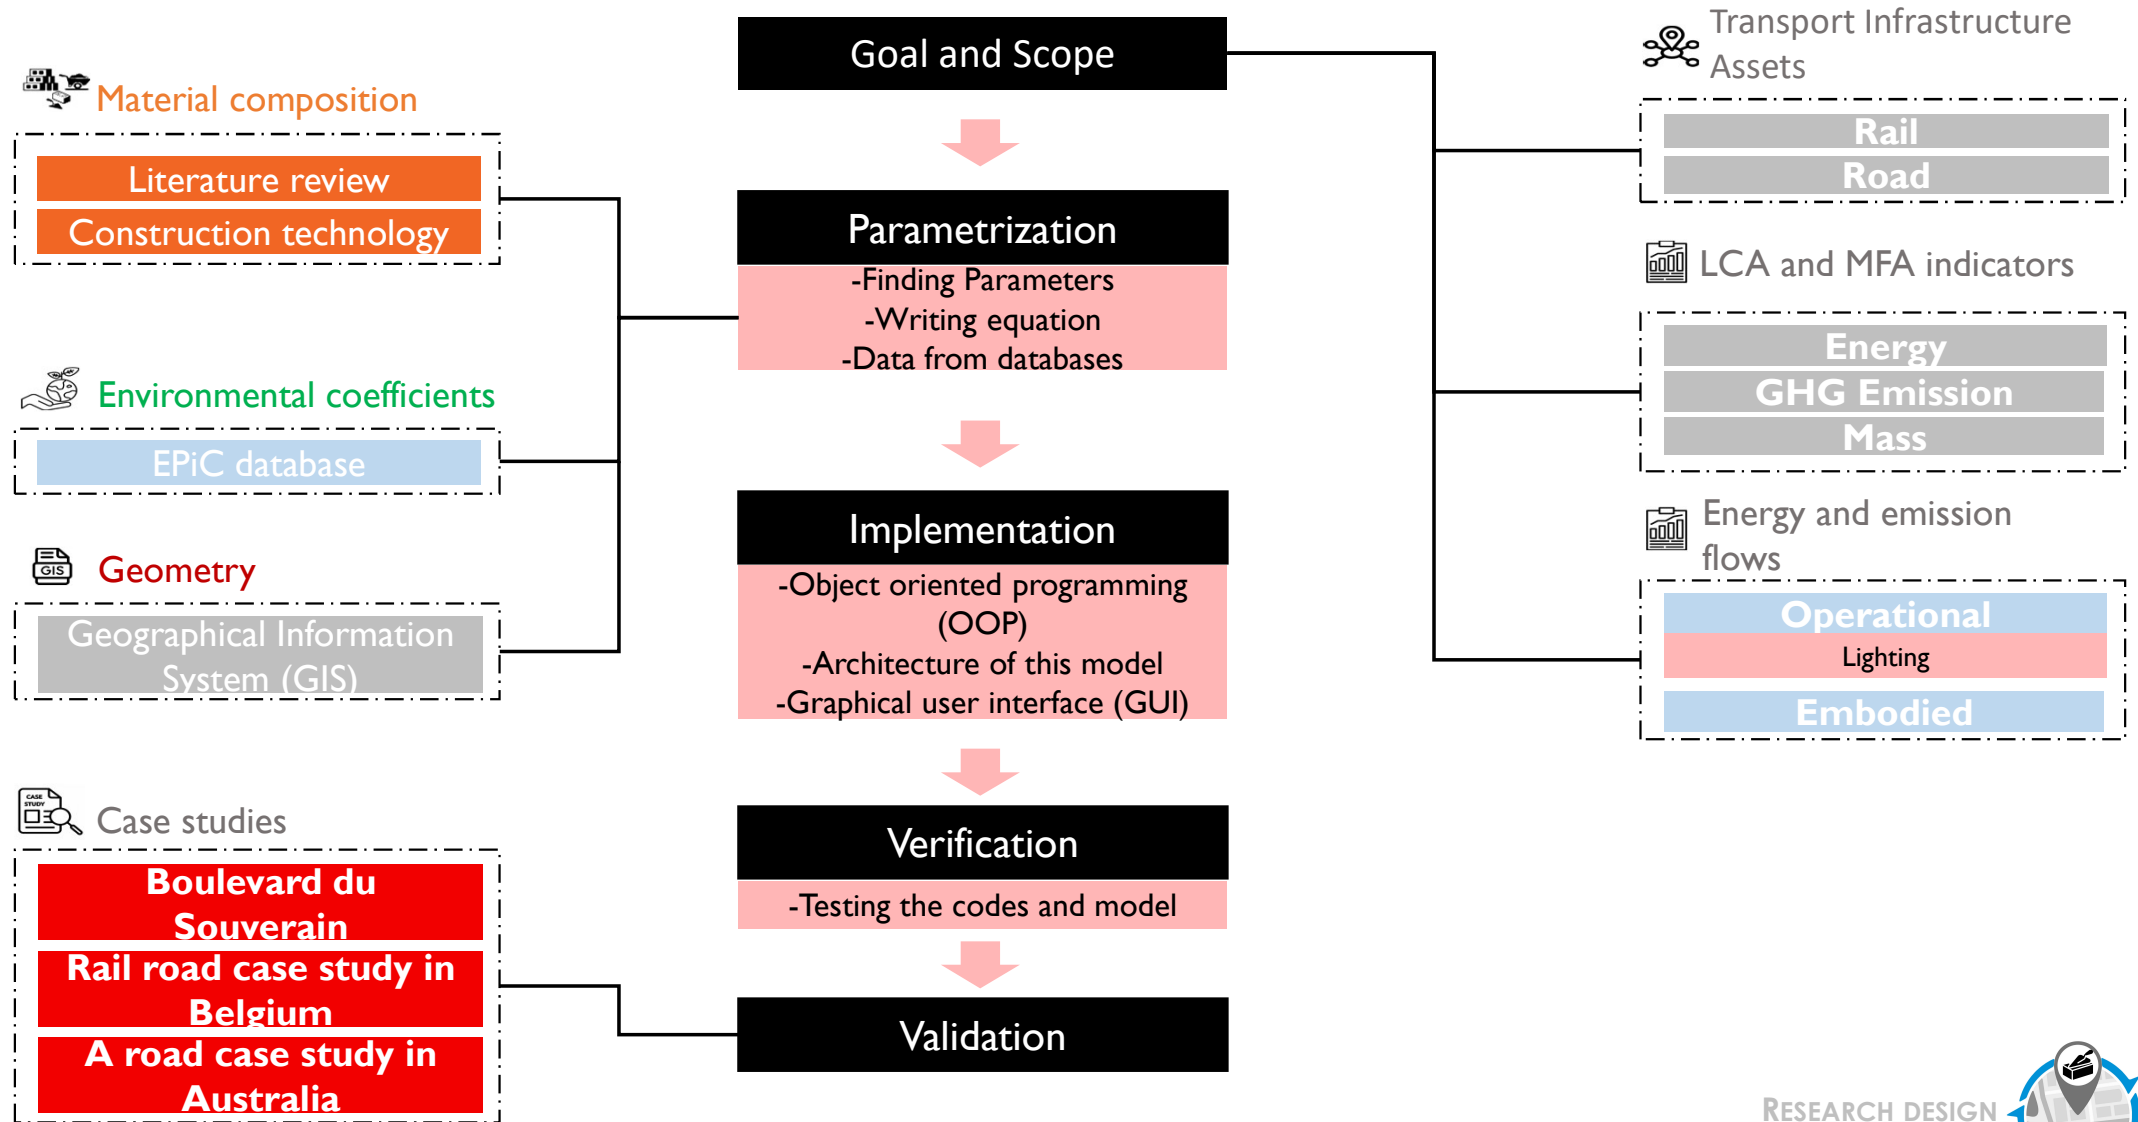 Goal and Scope
Parametrization
-Finding Parameters
-Writing equation
-Data from databases
Implementation
-Object oriented programming
(OOP)
-Architecture of this model
-Graphical user interface (GUI)
Verification
-Testing the codes and model
Validation
Material composition
Literature review
Construction technology
Environmental coefficients
EPiC database
GIS
Geometry
Geographical Information
System (GIS)
CASE
STUDY
Case studies
Boulevard du
Souverain
Rail road case study in
Belgium
A road case study in
Australia
Transport Infrastructure
Assets
Rail
Road
LCA and MFA indicators
Energy
GHG Emission
Mass
Energy and emission
flows
Operational
Lighting
Embodied
RESEARCH DESIGN